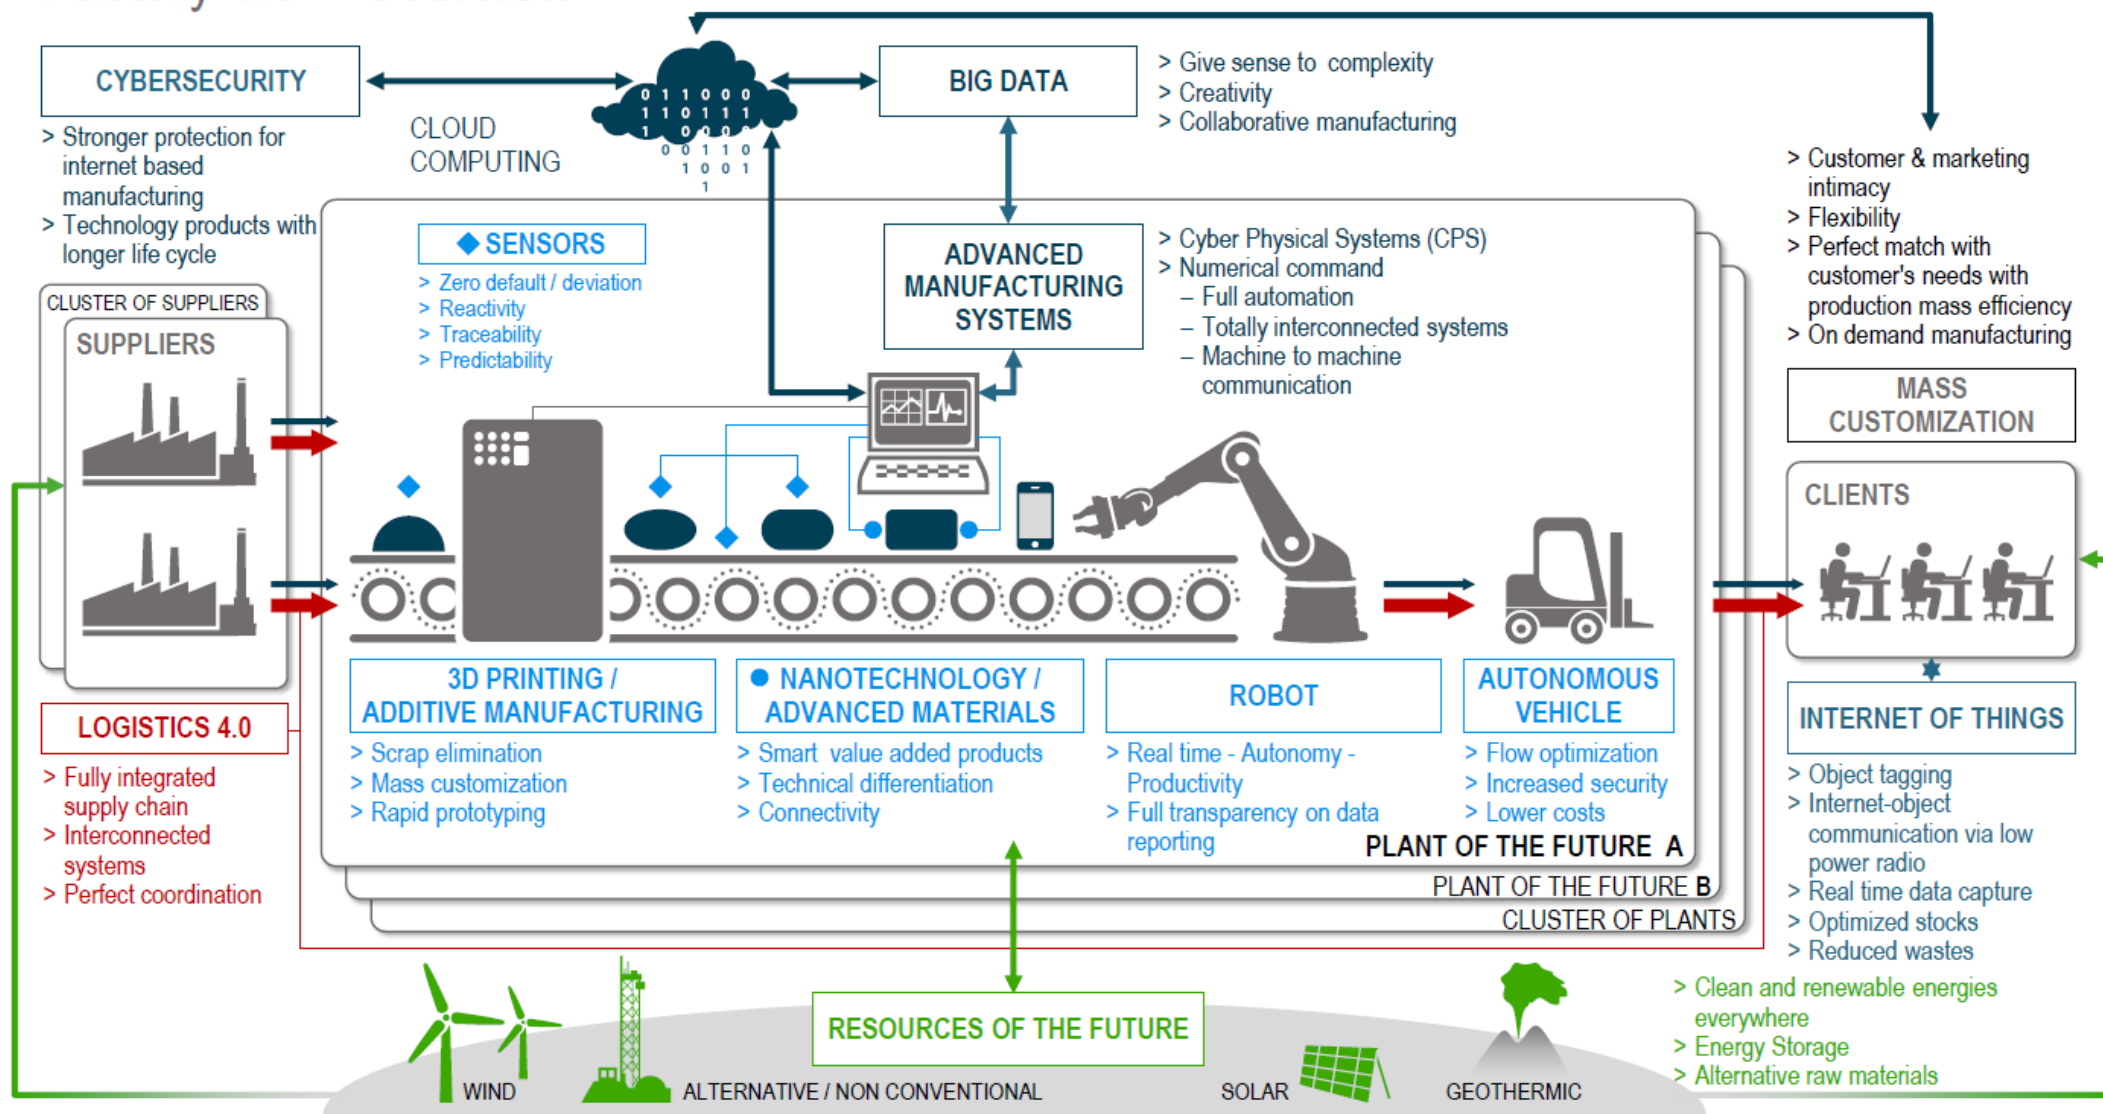 CYBERSECURITY
> Stronger protection for
internet based
manufacturing
> Technology products with
longer life cycle
CLOUD
COMPUTING
0 1 1 0 0 0
BIG DATA
> Give sense to complexity
> Creativity
> Collaborative manufacturing
> Customer & marketing
intimacy
> Flexibility
> Perfect match with
customer's needs with
production mass efficiency
> On demand manufacturing
MASS
CUSTOMIZATION
CLUSTER OF SUPPLIERS
SUPPLIERS
◆ SENSORS
> Zero default / deviation
> Reactivity
> Traceability
> Predictability
ADVANCED
MANUFACTURING
SYSTEMS
> Cyber Physical Systems (CPS)
> Numerical command
– Full automation
– Totally interconnected systems
– Machine to machine
communication
CLIENTS
LOGISTICS 4.0
> Fully integrated
supply chain
> Interconnected
systems
> Perfect coordination
3D PRINTING /
ADDITIVE MANUFACTURING
> Scrap elimination
> Mass customization
> Rapid prototyping
● NANOTECHNOLOGY /
ADVANCED MATERIALS
> Smart value added products
> Technical differentiation
> Connectivity
ROBOT
> Real time - Autonomy -
Productivity
> Full transparency on data
reporting
AUTONOMOUS
VEHICLE
> Flow optimization
> Increased security
> Lower costs
PLANT OF THE FUTURE A
PLANT OF THE FUTURE B
CLUSTER OF PLANTS
INTERNET OF THINGS
> Object tagging
> Internet-object
communication via low
power radio
> Real time data capture
> Optimized stocks
> Reduced wastes
RESOURCES OF THE FUTURE
> Clean and renewable energies
everywhere
> Energy Storage
> Alternative raw materials
WIND
ALTERNATIVE / NON CONVENTIONAL
SOLAR
GEOTHERMIC